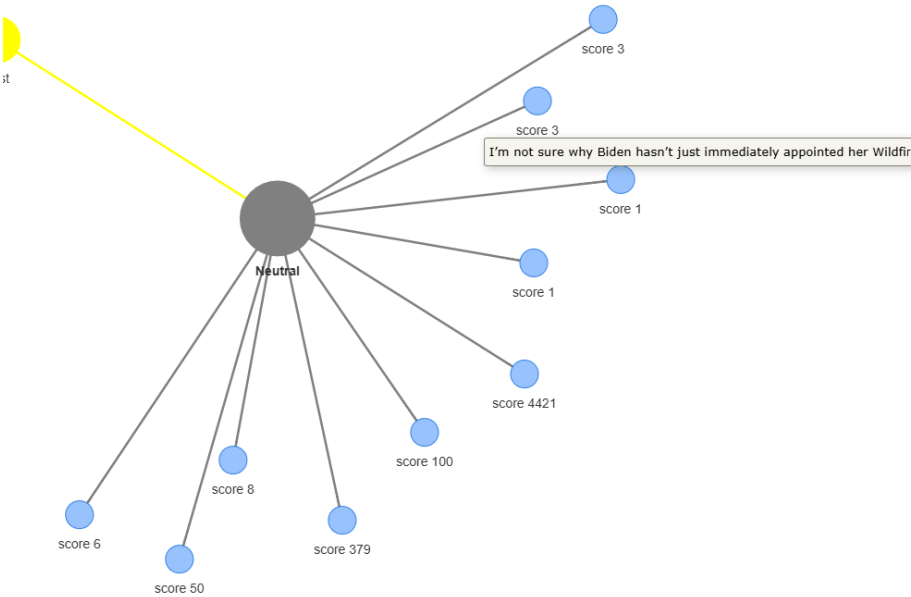 score 3
st
score 3
I’m not sure why Biden hasn’t just immediately appointed her
score 1
Neutral
score 1
score 4421
score 100
score 8
score 6
score 379
score 50